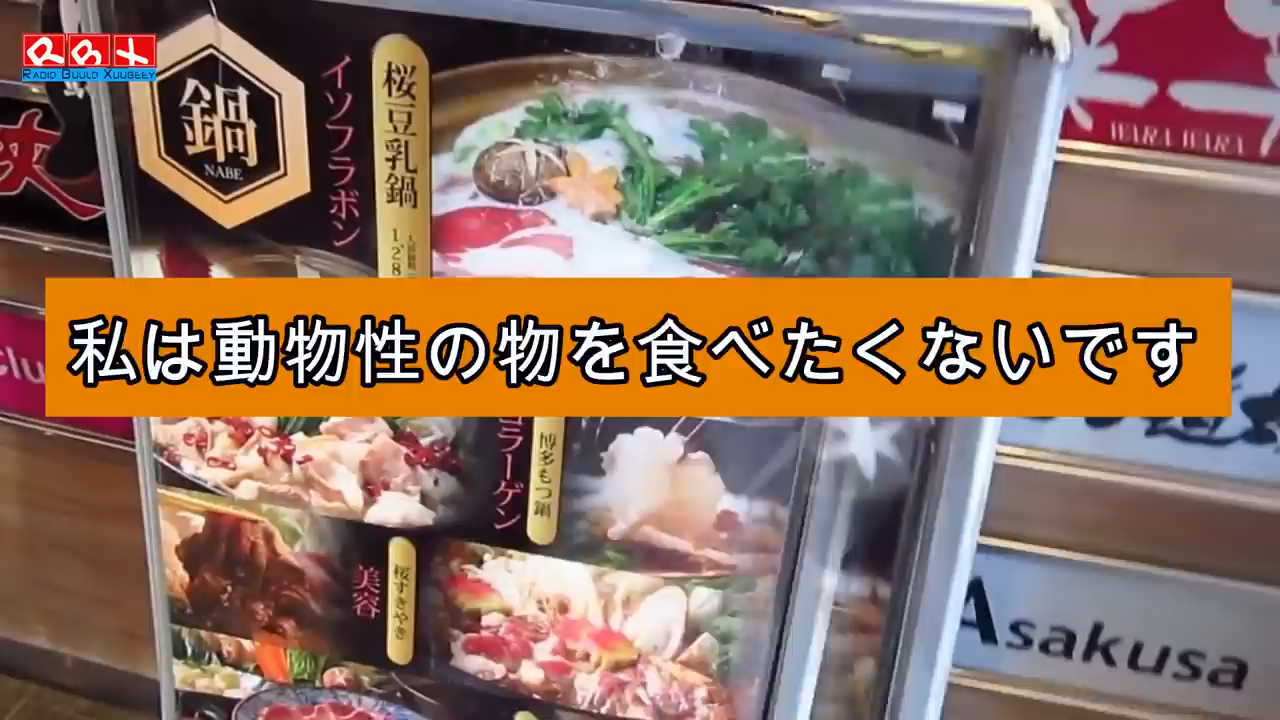 RBX
RADIO BUULD XUUBEEY
鍋
NABE
イソフラボン
桜豆乳鍋
WARA WARA
私は動物性の物を食べたくないです
コラーゲン
博多もつ鍋
美容
桜すきやき
Asakusa